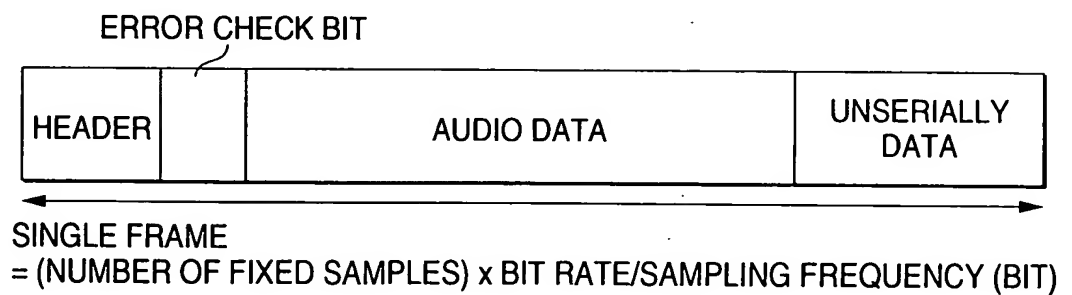 ERROR CHECK BIT
HEADER
AUDIO DATA
UNSERIALLY
DATA
SINGLE FRAME
= (NUMBER OF FIXED SAMPLES) x BIT RATE/SAMPLING FREQUENCY (BIT)